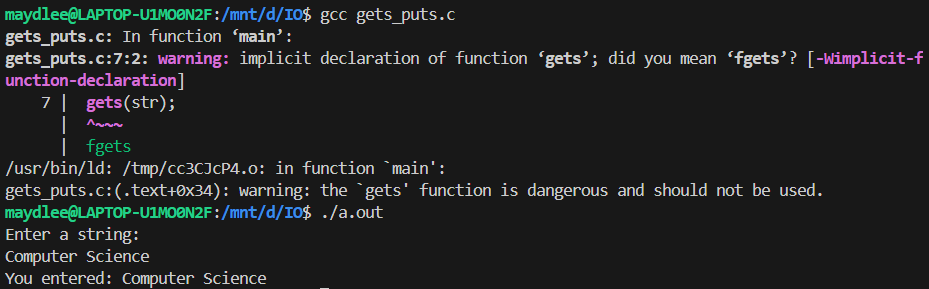 maydlee@LAPTOP-U1MO0N2F:/mnt/d/IO$ gcc gets_puts.c
gets_puts.c: In function ‘main’:
gets_puts.c:7:2: warning: implicit declaration of function ‘gets’; did you mean ‘fgets’? [-Wimplicit-f
unction-declaration]
    7 |  gets(str);
      |  ^~~~
      |  fgets
/usr/bin/ld: /tmp/cc3CJcP4.o: in function `main':
gets_puts.c:(.text+0x34): warning: the `gets' function is dangerous and should not be used.
maydlee@LAPTOP-U1MO0N2F:/mnt/d/IO$ ./a.out
Enter a string:
Computer Science
You entered: Computer Science